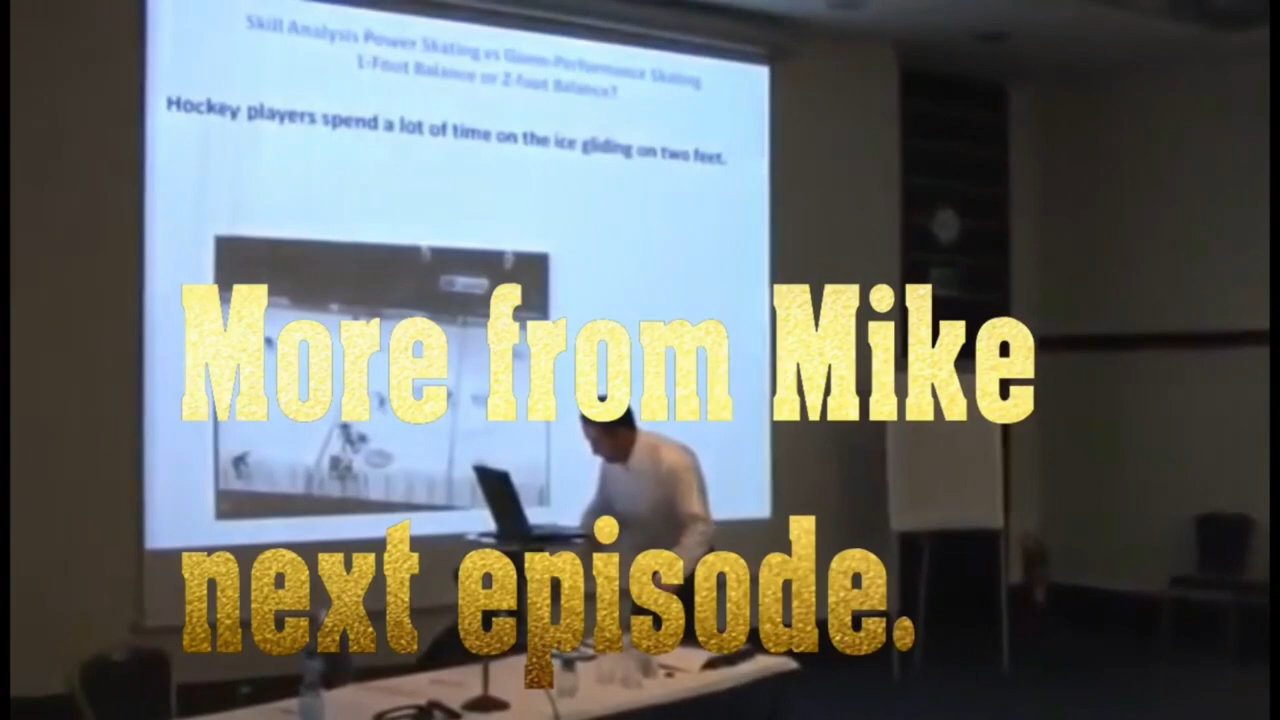 Skill Analysis Power Skating vs Game-Performance Skating
1-Foot Balance or 2-foot Balance?
Hockey players spend a lot of time on the ice gliding on two feet.
More from Mike
next episode.